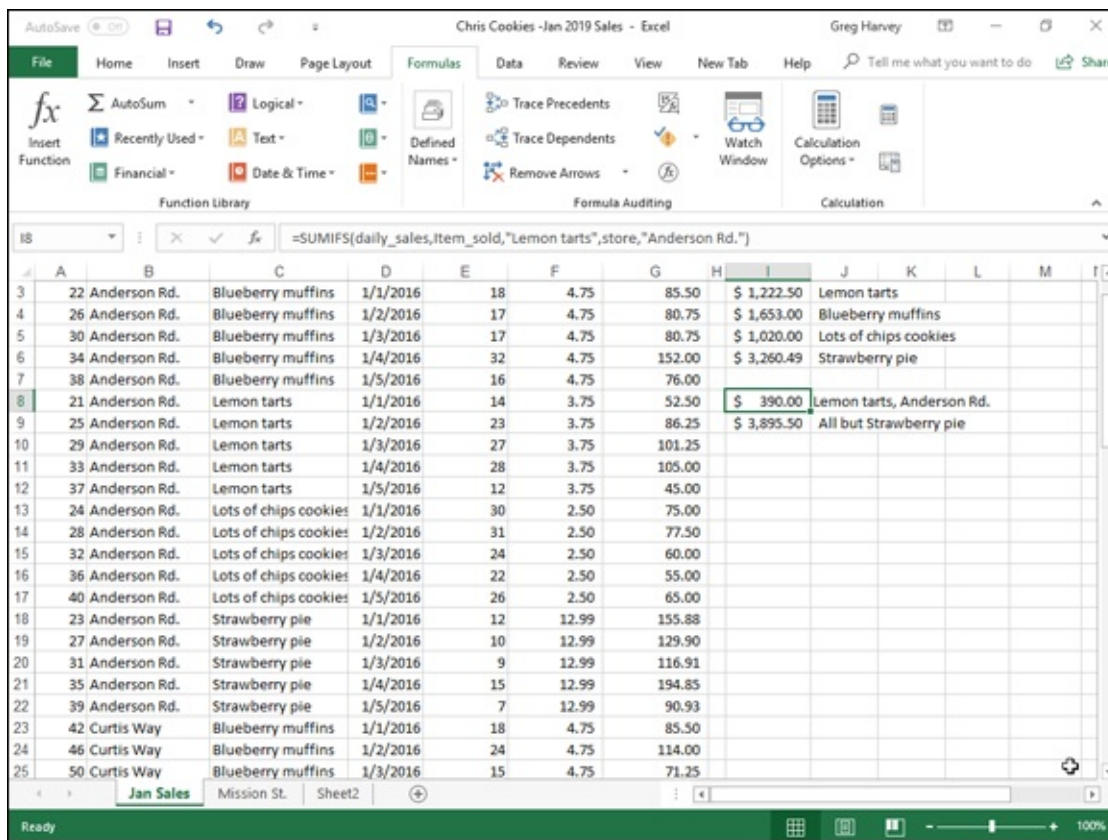 AutoSave Off Chris Cookies -Jan 2019 Sales - Excel Greg Harvey
File Home Insert Draw Page Layout Formulas Data Review View New Tab Help Tell me what you want to do Shar
fx Insert Function
Σ AutoSum
Recently Used
Financial
? Logical
A Text
Date & Time
θ
Defined Names
Trace Precedents
Trace Dependents
Remove Arrows
fx
Watch Window
Calculation Options
Function Library Formula Auditing Calculation
I8 fx =SUMIFS(daily_sales,Item_sold,"Lemon tarts",store,"Anderson Rd.")
A B C D E F G H I J K L M
3 22 Anderson Rd. Blueberry muffins 1/1/2016 18 4.75 85.50 $ 1,222.50 Lemon tarts
4 26 Anderson Rd. Blueberry muffins 1/2/2016 17 4.75 80.75 $ 1,653.00 Blueberry muffins
5 30 Anderson Rd. Blueberry muffins 1/3/2016 17 4.75 80.75 $ 1,020.00 Lots of chips cookies
6 34 Anderson Rd. Blueberry muffins 1/4/2016 32 4.75 152.00 $ 3,260.49 Strawberry pie
7 38 Anderson Rd. Blueberry muffins 1/5/2016 16 4.75 76.00
8 21 Anderson Rd. Lemon tarts 1/1/2016 14 3.75 52.50 $ 390.00 Lemon tarts, Anderson Rd.
9 25 Anderson Rd. Lemon tarts 1/2/2016 23 3.75 86.25 $ 3,895.50 All but Strawberry pie
10 29 Anderson Rd. Lemon tarts 1/3/2016 27 3.75 101.25
11 33 Anderson Rd. Lemon tarts 1/4/2016 28 3.75 105.00
12 37 Anderson Rd. Lemon tarts 1/5/2016 12 3.75 45.00
13 24 Anderson Rd. Lots of chips cookies 1/1/2016 30 2.50 75.00
14 28 Anderson Rd. Lots of chips cookies 1/2/2016 31 2.50 77.50
15 32 Anderson Rd. Lots of chips cookies 1/3/2016 24 2.50 60.00
16 36 Anderson Rd. Lots of chips cookies 1/4/2016 22 2.50 55.00
17 40 Anderson Rd. Lots of chips cookies 1/5/2016 26 2.50 65.00
18 23 Anderson Rd. Strawberry pie 1/1/2016 12 12.99 155.88
19 27 Anderson Rd. Strawberry pie 1/2/2016 10 12.99 129.90
20 31 Anderson Rd. Strawberry pie 1/3/2016 9 12.99 116.91
21 35 Anderson Rd. Strawberry pie 1/4/2016 15 12.99 194.85
22 39 Anderson Rd. Strawberry pie 1/5/2016 7 12.99 90.93
23 42 Curtis Way Blueberry muffins 1/1/2016 18 4.75 85.50
24 46 Curtis Way Blueberry muffins 1/2/2016 24 4.75 114.00
25 50 Curtis Way Blueberry muffins 1/3/2016 15 4.75 71.25
Jan Sales Mission St. Sheet2
Ready 100%